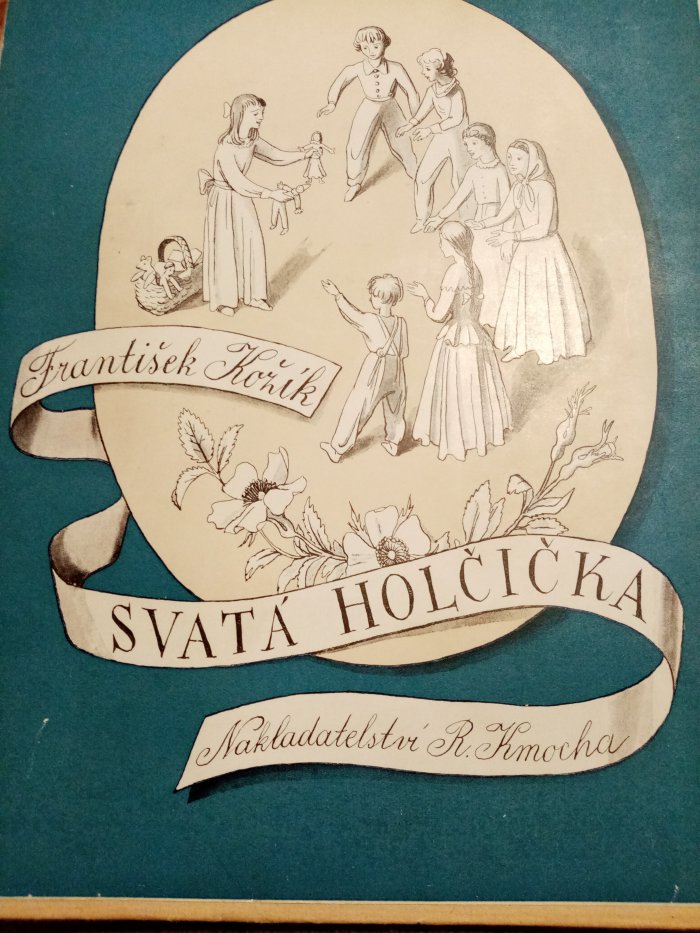 František Kožík
SVATÁ HOLČIČKA
Nakladatelství R. Kmocha